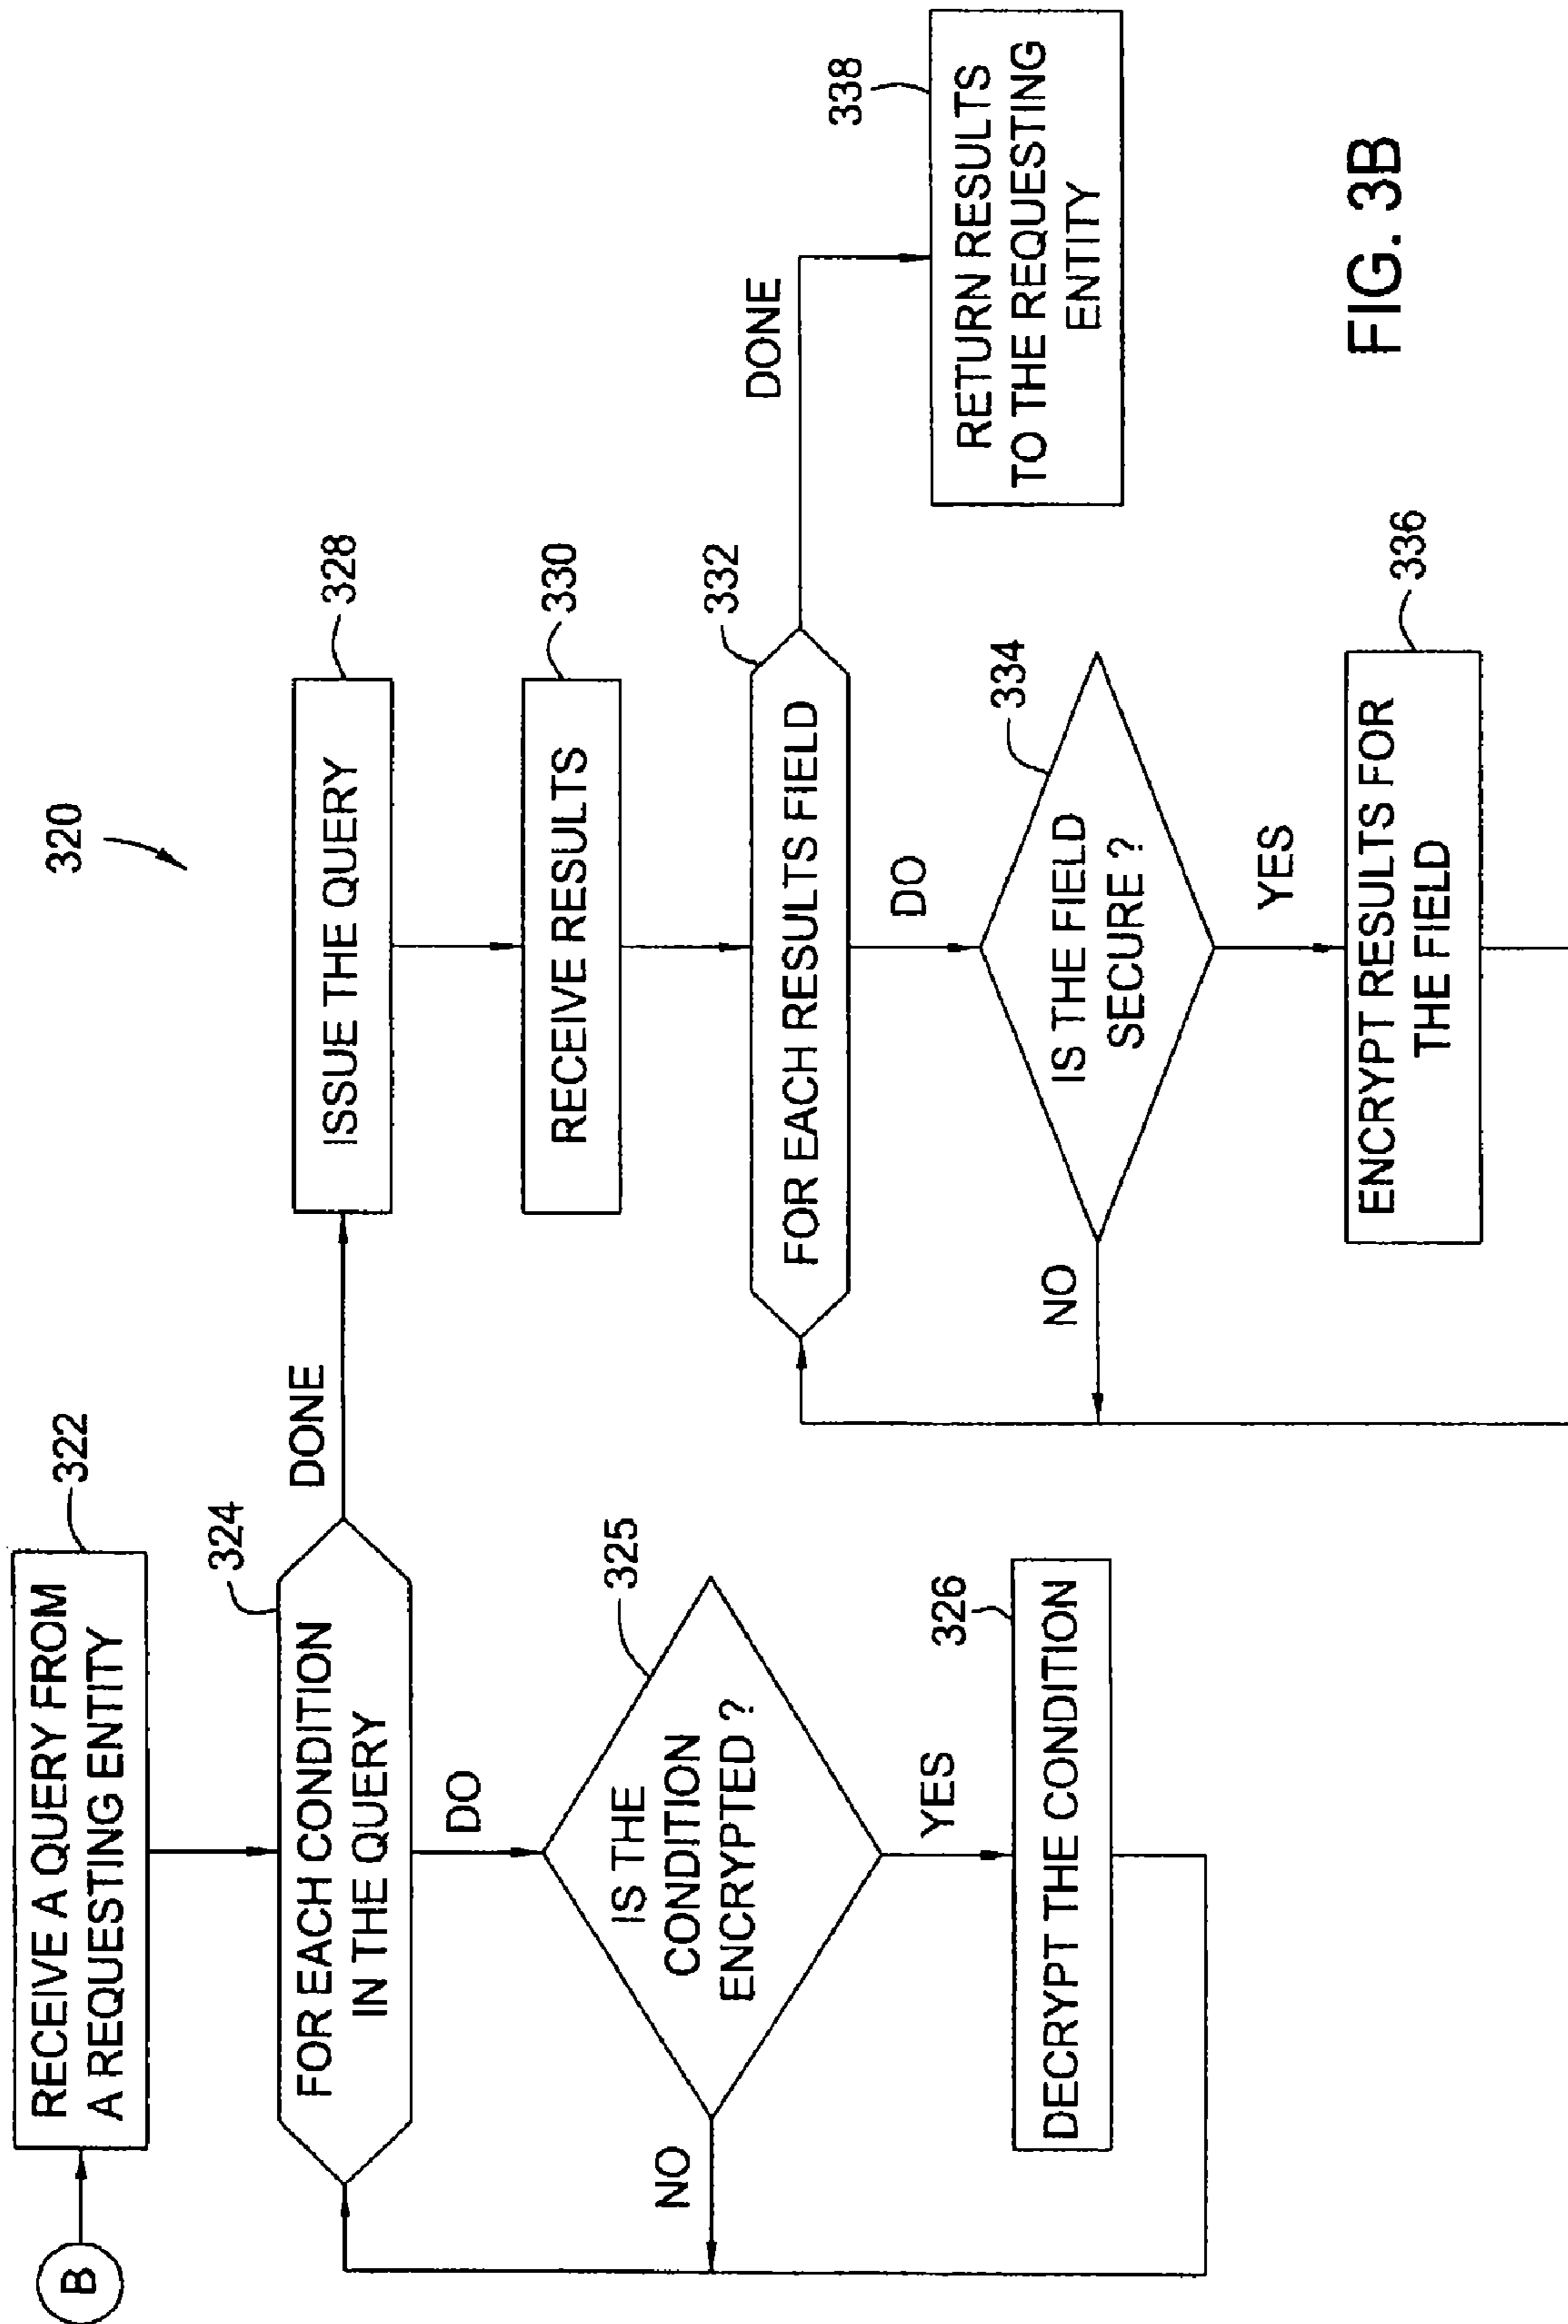 320
B
RECEIVE A QUERY FROM
A REQUESTING ENTITY
322
FOR EACH CONDITION
IN THE QUERY
324
DONE
DO
IS THE
CONDITION
ENCRYPTED ?
325
NO
YES
DECRYPT THE CONDITION
326
ISSUE THE QUERY
328
RECEIVE RESULTS
330
FOR EACH RESULTS FIELD
332
DONE
DO
IS THE FIELD
SECURE ?
334
NO
YES
ENCRYPT RESULTS FOR
THE FIELD
336
RETURN RESULTS
TO THE REQUESTING
ENTITY
338
FIG. 3B